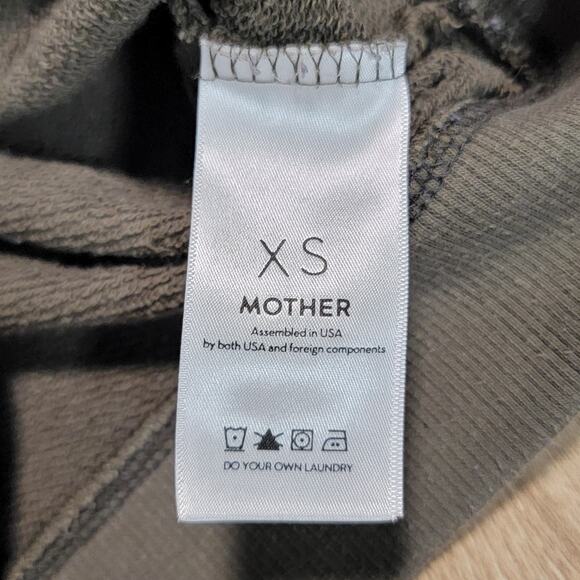 XS
MOTHER
Assembled in USA
by both USA and foreign components
DO YOUR OWN LAUNDRY